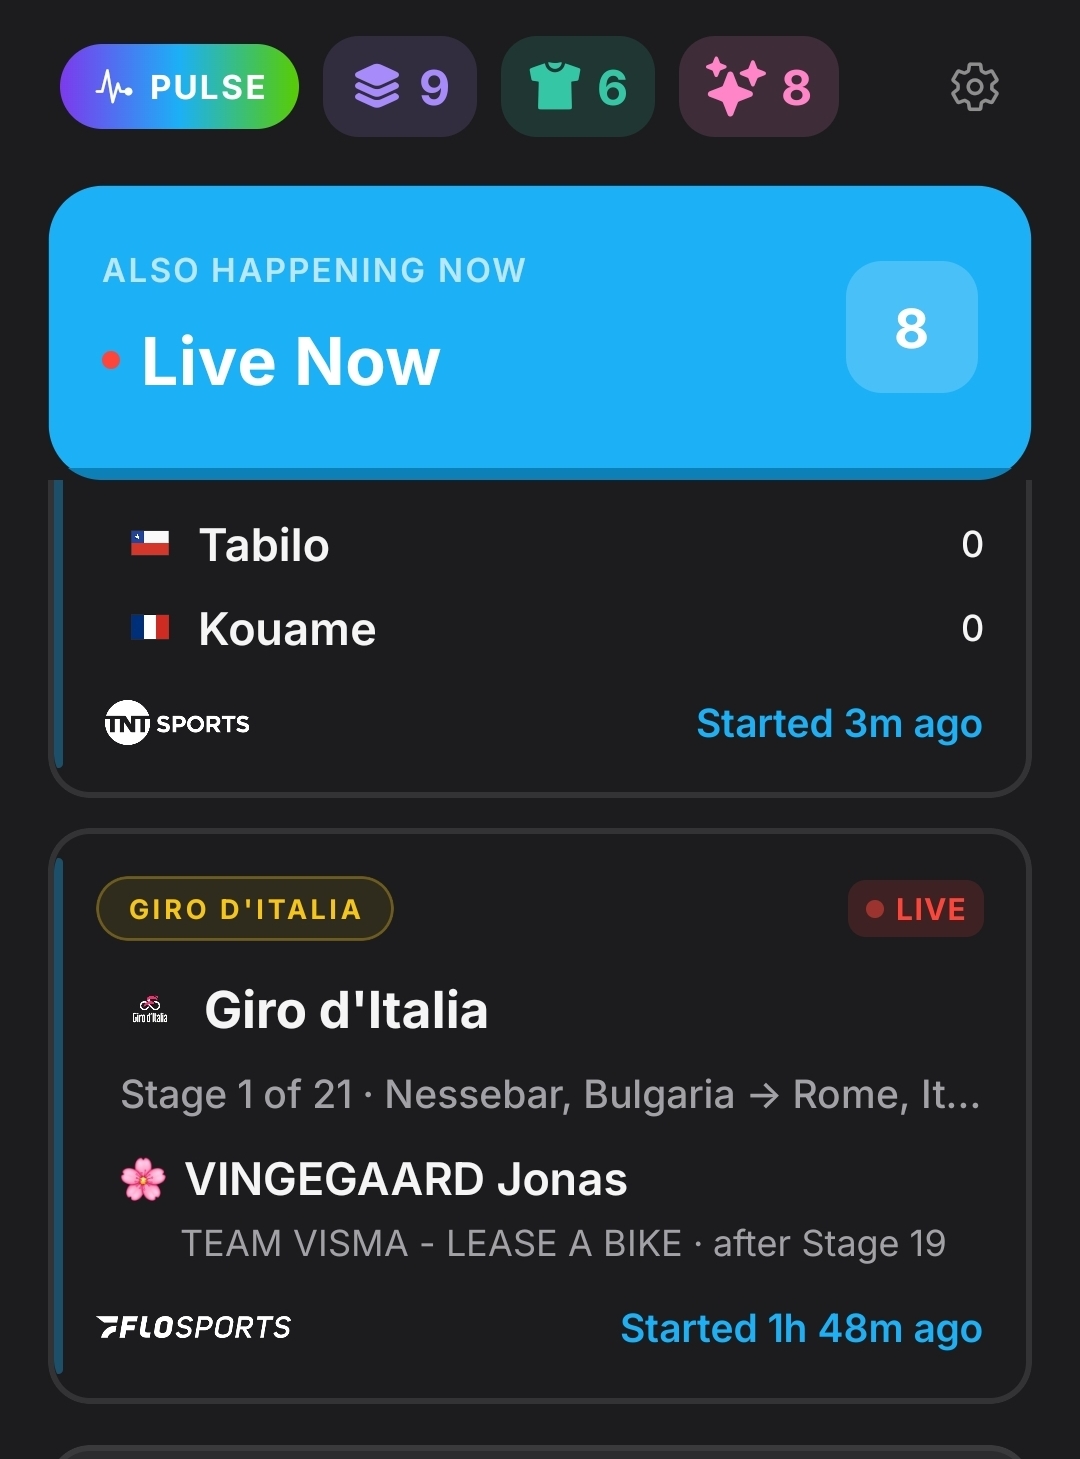 PULSE
9
6
8
ALSO HAPPENING NOW
Live Now
8
Tabilo
0
Kouame
0
TNT SPORTS
Started 3m ago
GIRO D'ITALIA
LIVE
Giro d'Italia
Giro d'Italia
Stage 1 of 21 · Nessebar, Bulgaria → Rome, It...
🌸 VINGEGAARD Jonas
TEAM VISMA - LEASE A BIKE · after Stage 19
FLOSPORTS
Started 1h 48m ago